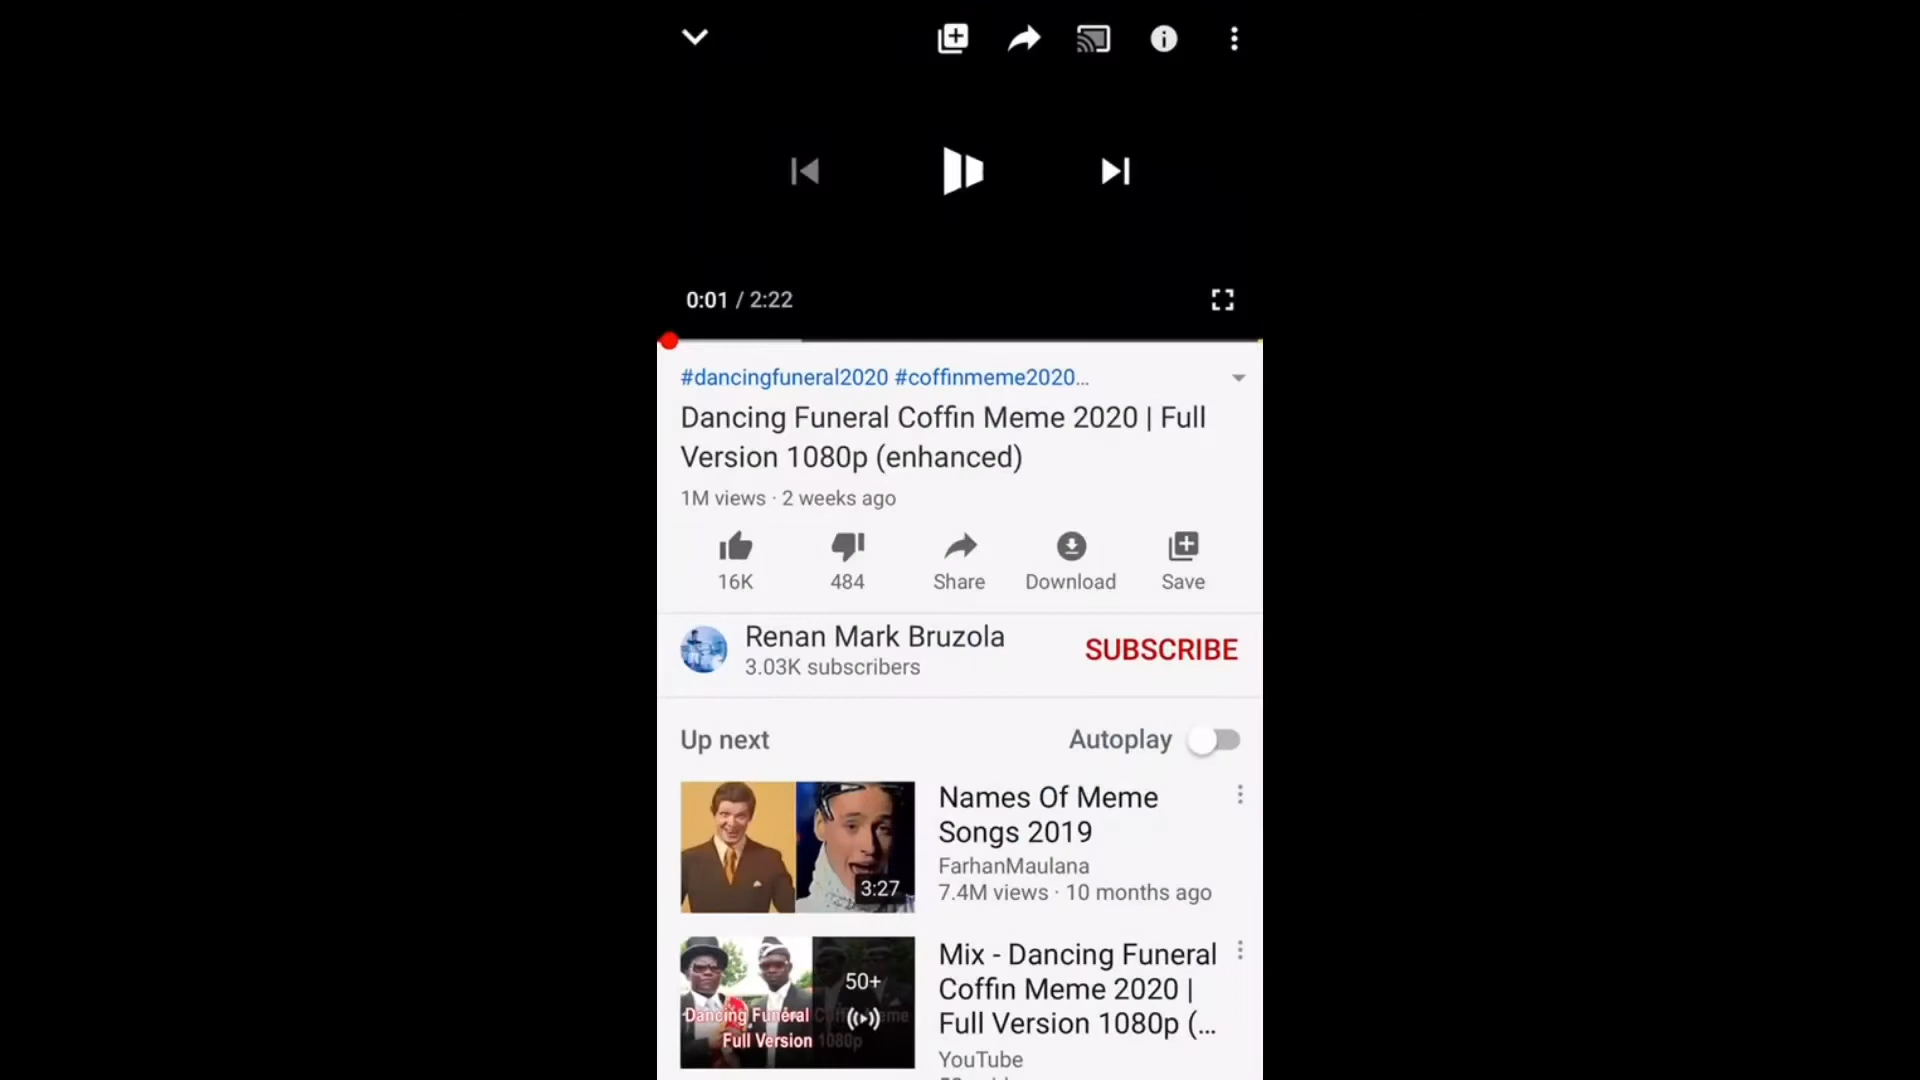 0:01 / 2:22
#dancingfuneral2020 #coffinmeme2020...
Dancing Funeral Coffin Meme 2020 | Full
Version 1080p (enhanced)
1M views · 2 weeks ago
16K
484
Share
Download
Save
Renan Mark Bruzola
3.03K subscribers
SUBSCRIBE
Up next
Autoplay
3:27
Names Of Meme
Songs 2019
FarhanMaulana
7.4M views · 10 months ago
50+
Dancing Funeral Coffin Meme
Full Version 1080p
Mix - Dancing Funeral
Coffin Meme 2020 |
Full Version 1080p (...
YouTube